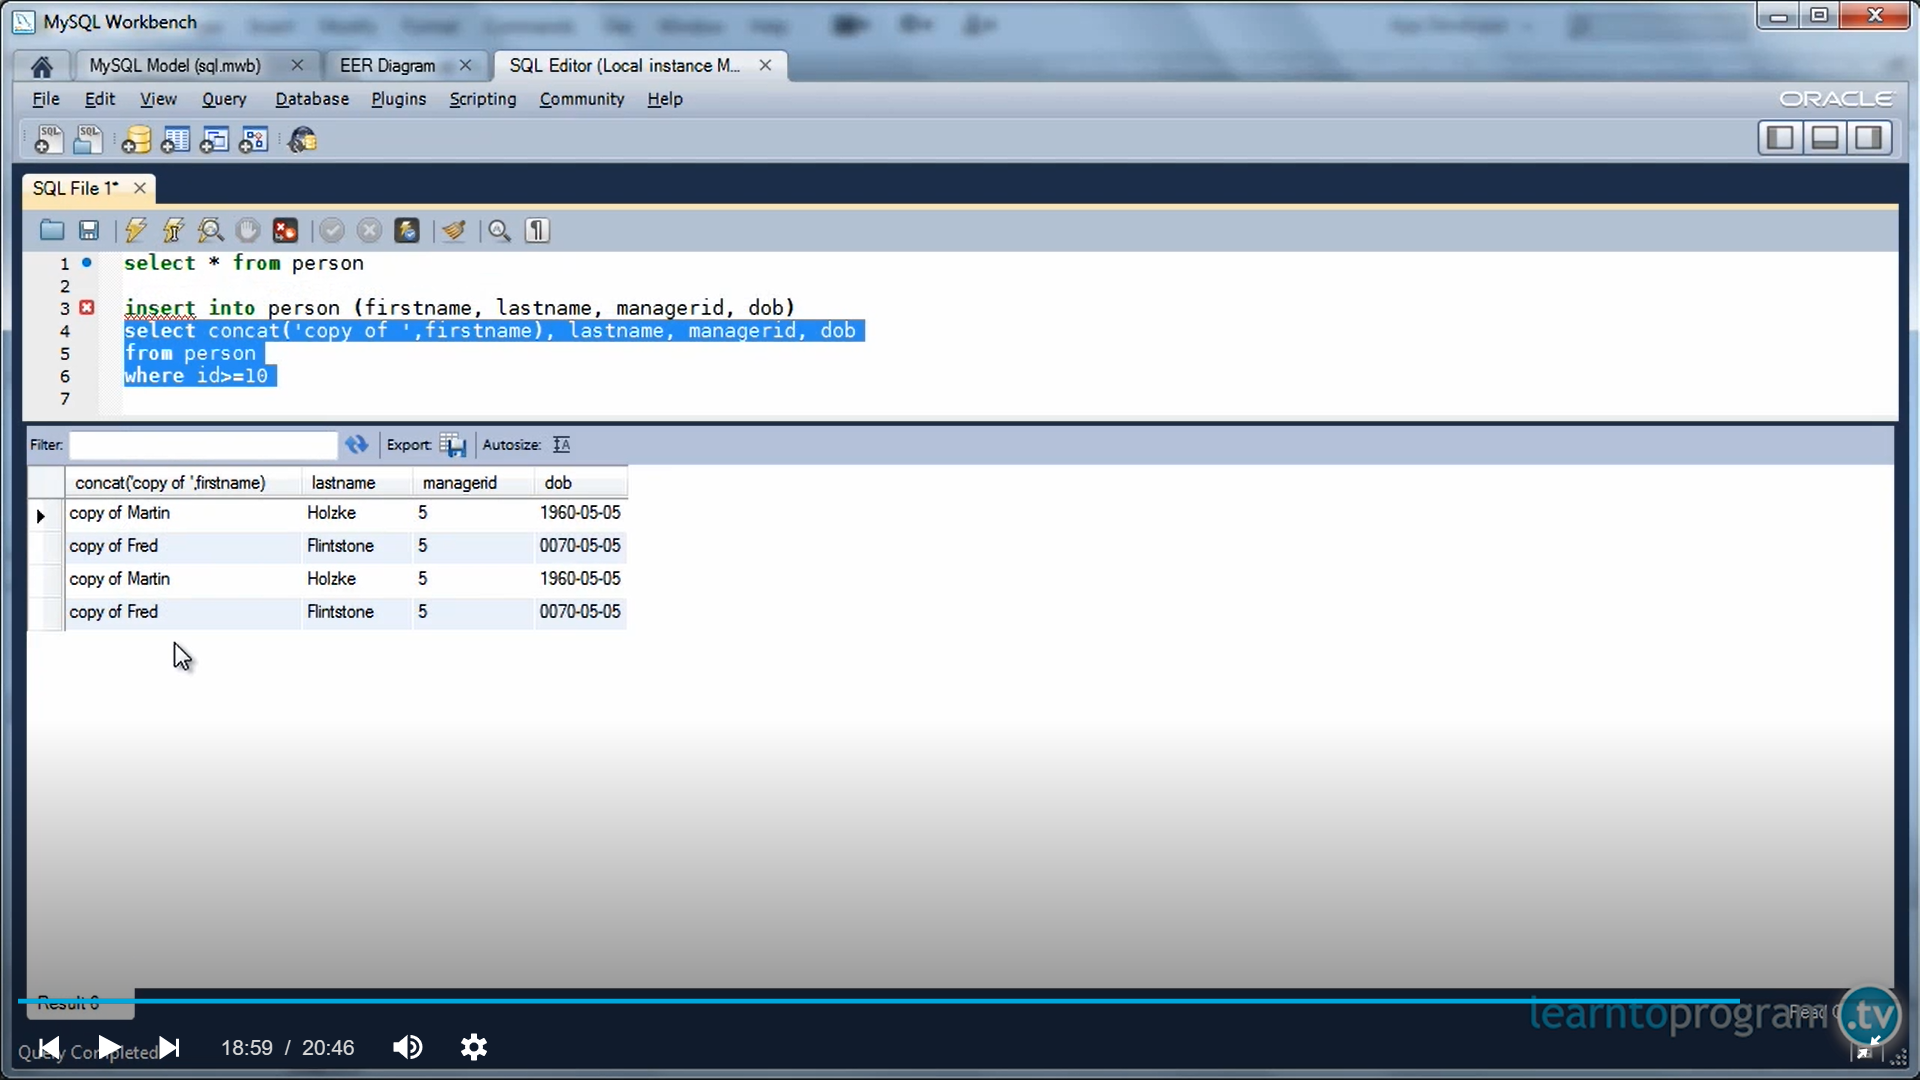 MySQL Workbench
MySQL Model (sql.mwb)
EER Diagram
SQL Editor (Local instance M...
File Edit View Query Database Plugins Scripting Community Help
ORACLE
SQL File 1*
1 select * from person
2
3 insert into person (firstname, lastname, managerid, dob)
4 select concat('copy of ',firstname), lastname, managerid, dob
5 from person
6 where id>=10
7
Filter: Export: Autosize:
concat('copy of ',firstname) lastname managerid dob
copy of Martin Holzke 5 1960-05-05
copy of Fred Flintstone 5 0070-05-05
copy of Martin Holzke 5 1960-05-05
copy of Fred Flintstone 5 0070-05-05
Result 6
learntoprogram.tv
Query Completed
18:59 / 20:46